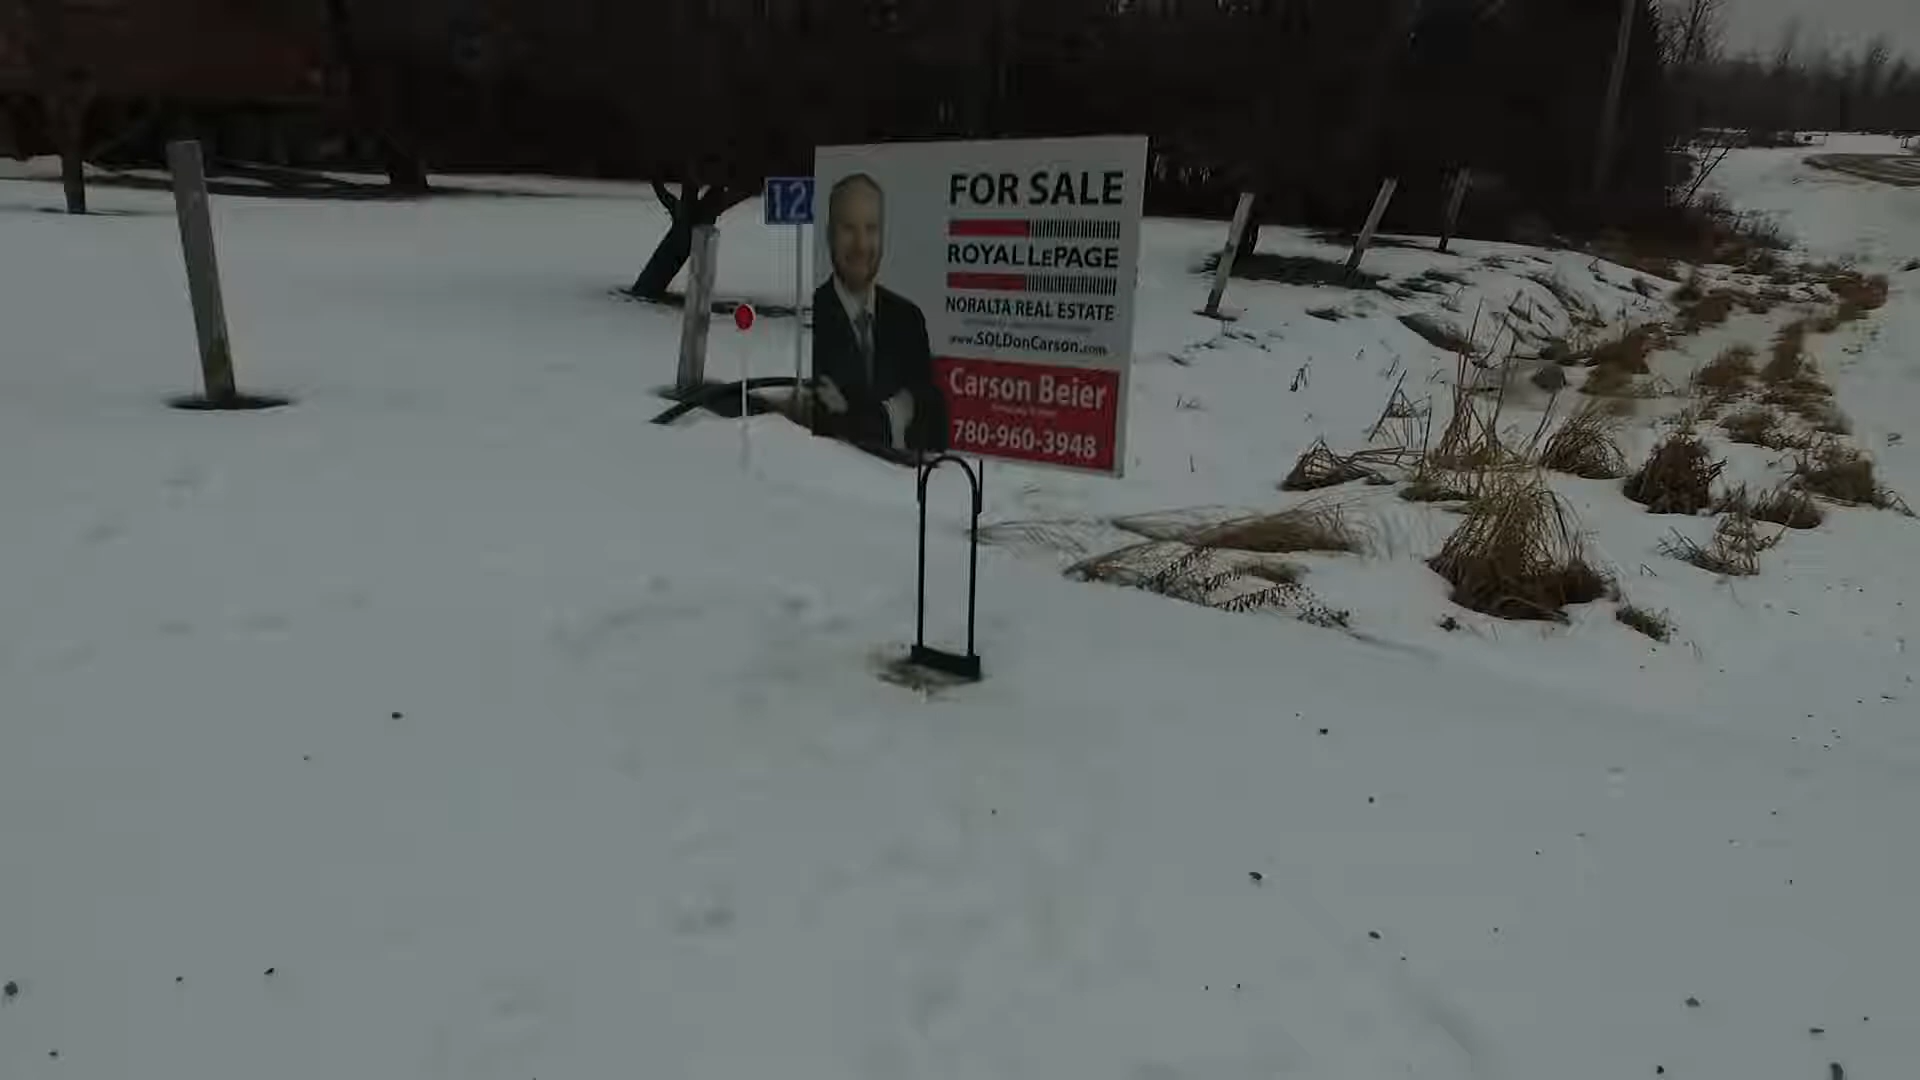 12
FOR SALE
ROYAL LEPAGE
NORALTA REAL ESTATE
www.SOLDonCarson.com
Carson Beier
780-960-3948